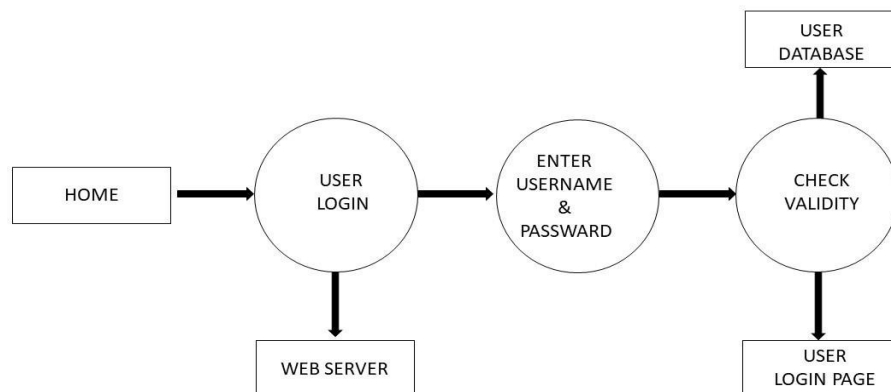 HOME
USER
LOGIN
WEB SERVER
ENTER
USERNAME
&
PASSWARD
CHECK
VALIDITY
USER
DATABASE
USER
LOGIN PAGE